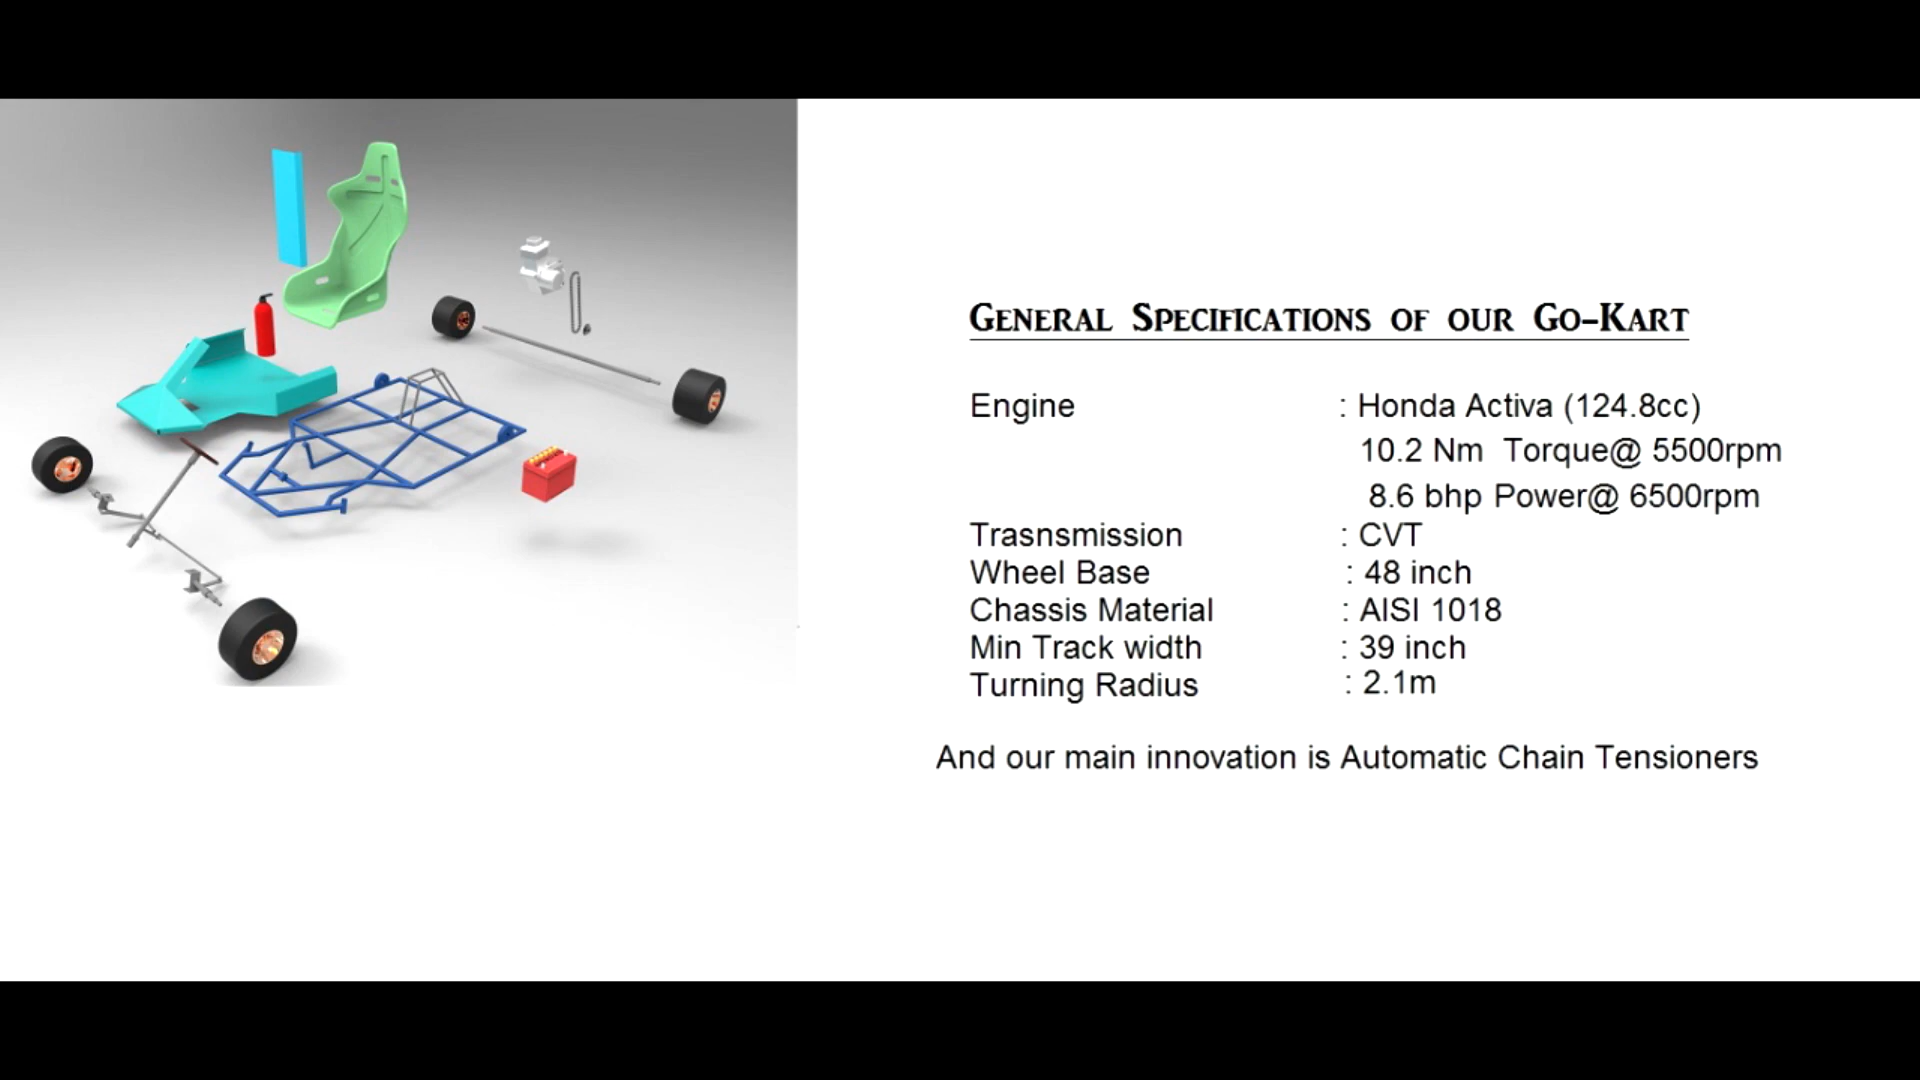 General Specifications of our Go-Kart
Engine : Honda Activa (124.8cc)
10.2 Nm Torque@ 5500rpm
8.6 bhp Power@ 6500rpm
Trasnsmission : CVT
Wheel Base : 48 inch
Chassis Material : AISI 1018
Min Track width : 39 inch
Turning Radius : 2.1m
And our main innovation is Automatic Chain Tensioners